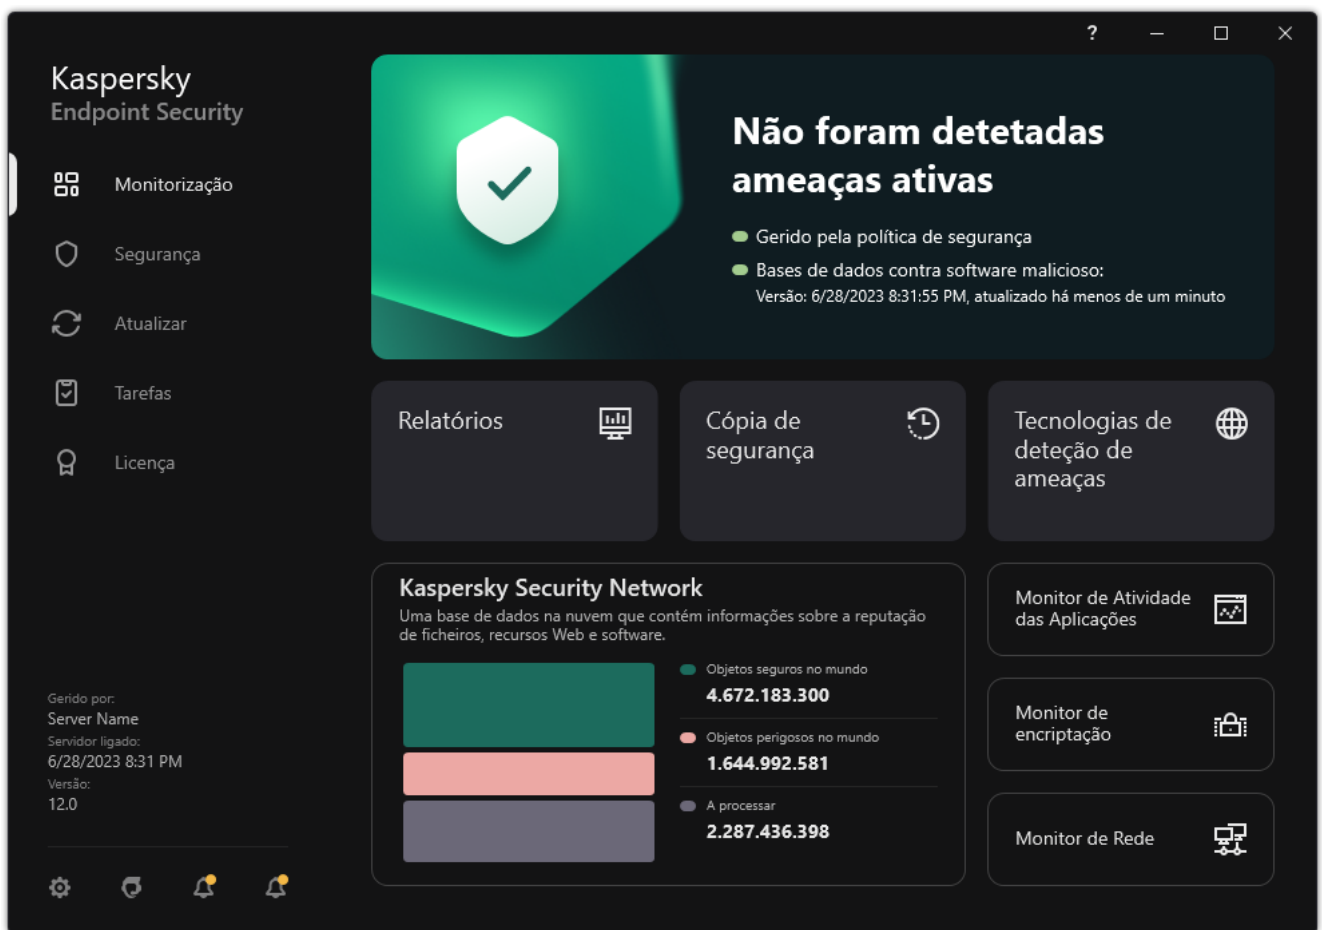 ?
Kaspersky
Endpoint Security
Monitorização
Segurança
Atualizar
Tarefas
Licença
Gerido por:
Server Name
Servidor ligado:
6/28/2023 8:31 PM
Versão:
12.0
Não foram detetadas
ameaças ativas
Gerido pela política de segurança
Bases de dados contra software malicioso:
Versão: 6/28/2023 8:31:55 PM, atualizado há menos de um minuto
Relatórios
Cópia de
segurança
Tecnologias de
deteção de
ameaças
Kaspersky Security Network
Uma base de dados na nuvem que contém informações sobre a reputação
de ficheiros, recursos Web e software.
Objetos seguros no mundo
4.672.183.300
Objetos perigosos no mundo
1.644.992.581
A processar
2.287.436.398
Monitor de Atividade
das Aplicações
Monitor de
encriptação
Monitor de Rede